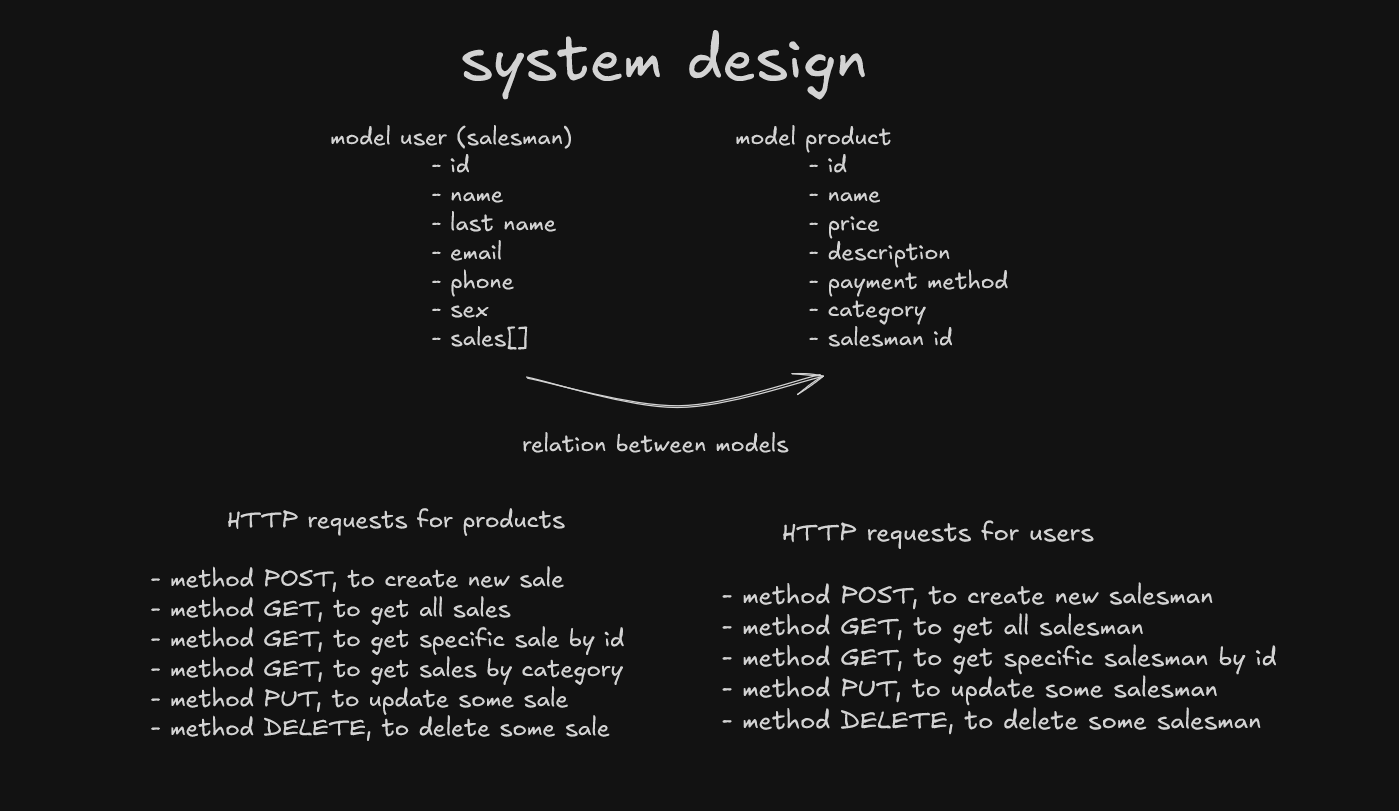 system design
model user (salesman)
- id
- name
- last name
- email
- phone
- sex
- sales[]
model product
- id
- name
- price
- description
- payment method
- category
- salesman id
relation between models
HTTP requests for products
- method POST, to create new sale
- method GET, to get all sales
- method GET, to get specific sale by id
- method GET, to get sales by category
- method PUT, to update some sale
- method DELETE, to delete some sale
HTTP requests for users
- method POST, to create new salesman
- method GET, to get all salesman
- method GET, to get specific salesman by id
- method PUT, to update some salesman
- method DELETE, to delete some salesman